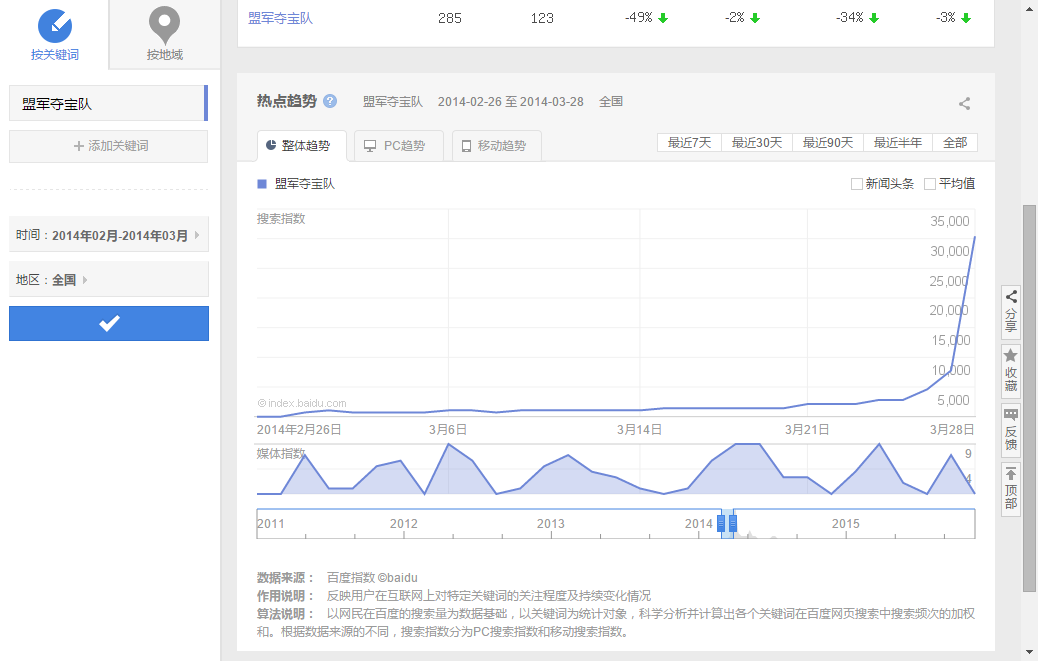 按关键词
按地域
盟军夺宝队
添加关键词
时间：2014年02月-2014年03月
地区：全国
盟军夺宝队 285 123 -49% -2% -34% -3%
热点趋势 ? 盟军夺宝队 2014-02-26 至 2014-03-28 全国
整体趋势 PC趋势 移动趋势 最近7天 最近30天 最近90天 最近半年 全部
盟军夺宝队 新闻头条 平均值
搜索指数
35,000
30,000
25,000
20,000
15,000
10,000
5,000
©index.baidu.com
2014年2月26日 3月6日 3月14日 3月21日 3月28日
媒体指数
9
4
2011 2012 2013 2014 2015
数据来源： 百度指数 ©baidu
作用说明： 反映用户在互联网上对特定关键词的关注程度及持续变化情况
算法说明： 以网民在百度的搜索量为数据基础，以关键词为统计对象，科学分析并计算出各个关键词在百度网页搜索中搜索频次的加权
和。根据数据来源的不同，搜索指数分为PC搜索指数和移动搜索指数。
分享
收藏
反馈
顶部